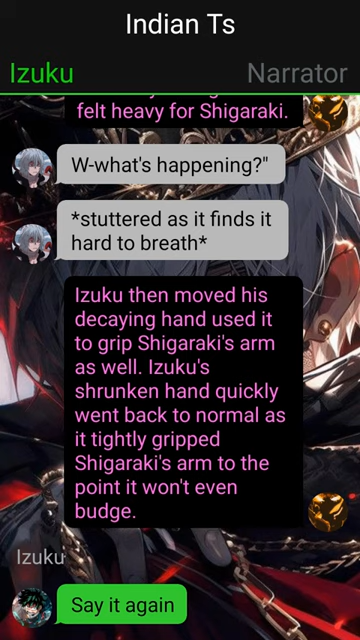 Indian Ts
Izuku
Narrator
felt heavy for Shigaraki.
W-what's happening?"
*stuttered as it finds it
hard to breath*
Izuku then moved his
decaying hand used it
to grip Shigaraki's arm
as well. Izuku's
shrunken hand quickly
went back to normal as
it tightly gripped
Shigaraki's arm to the
point it won't even
budge.
Izuku
Say it again